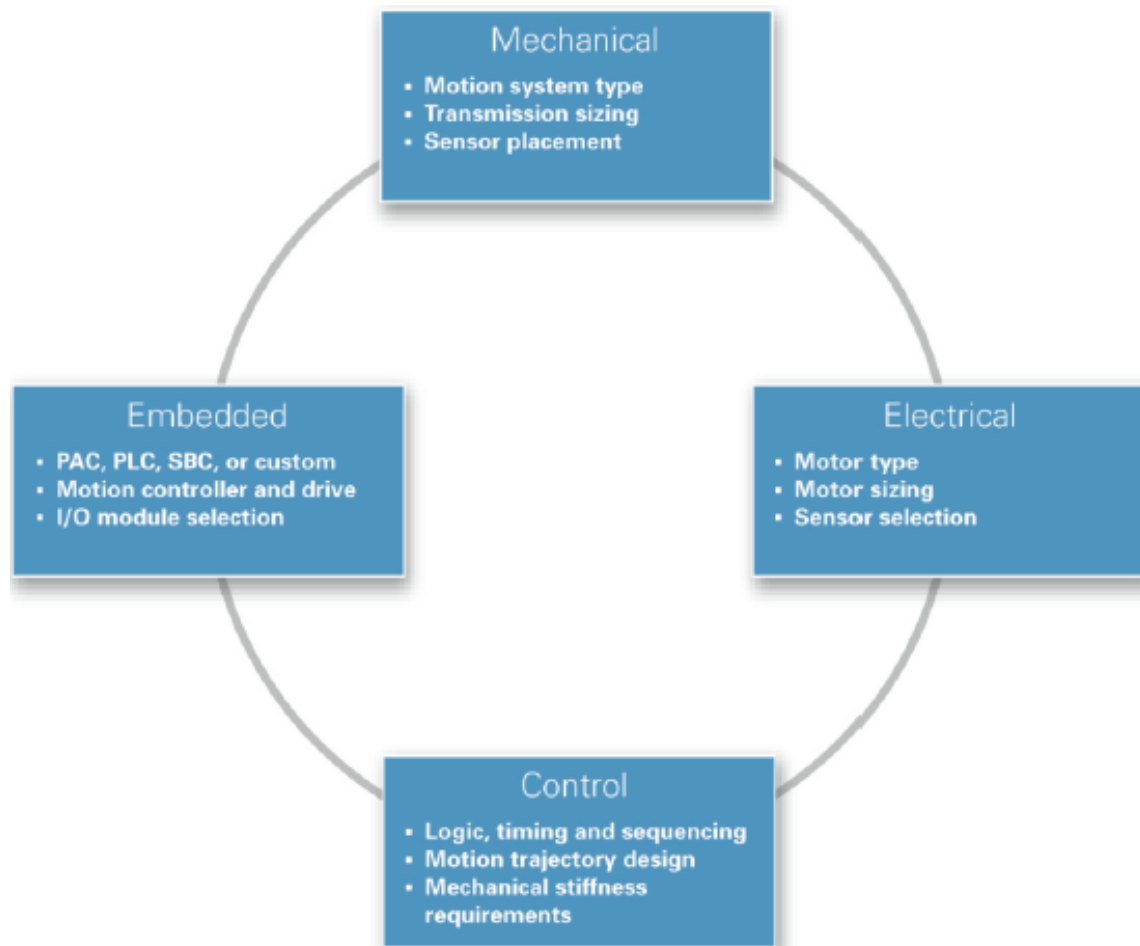 Mechanical
▪ Motion system type
▪ Transmission sizing
▪ Sensor placement
Embedded
▪ PAC, PLC, SBC, or custom
▪ Motion controller and drive
▪ I/O module selection
Electrical
▪ Motor type
▪ Motor sizing
▪ Sensor selection
Control
▪ Logic, timing and sequencing
▪ Motion trajectory design
▪ Mechanical stiffness
requirements